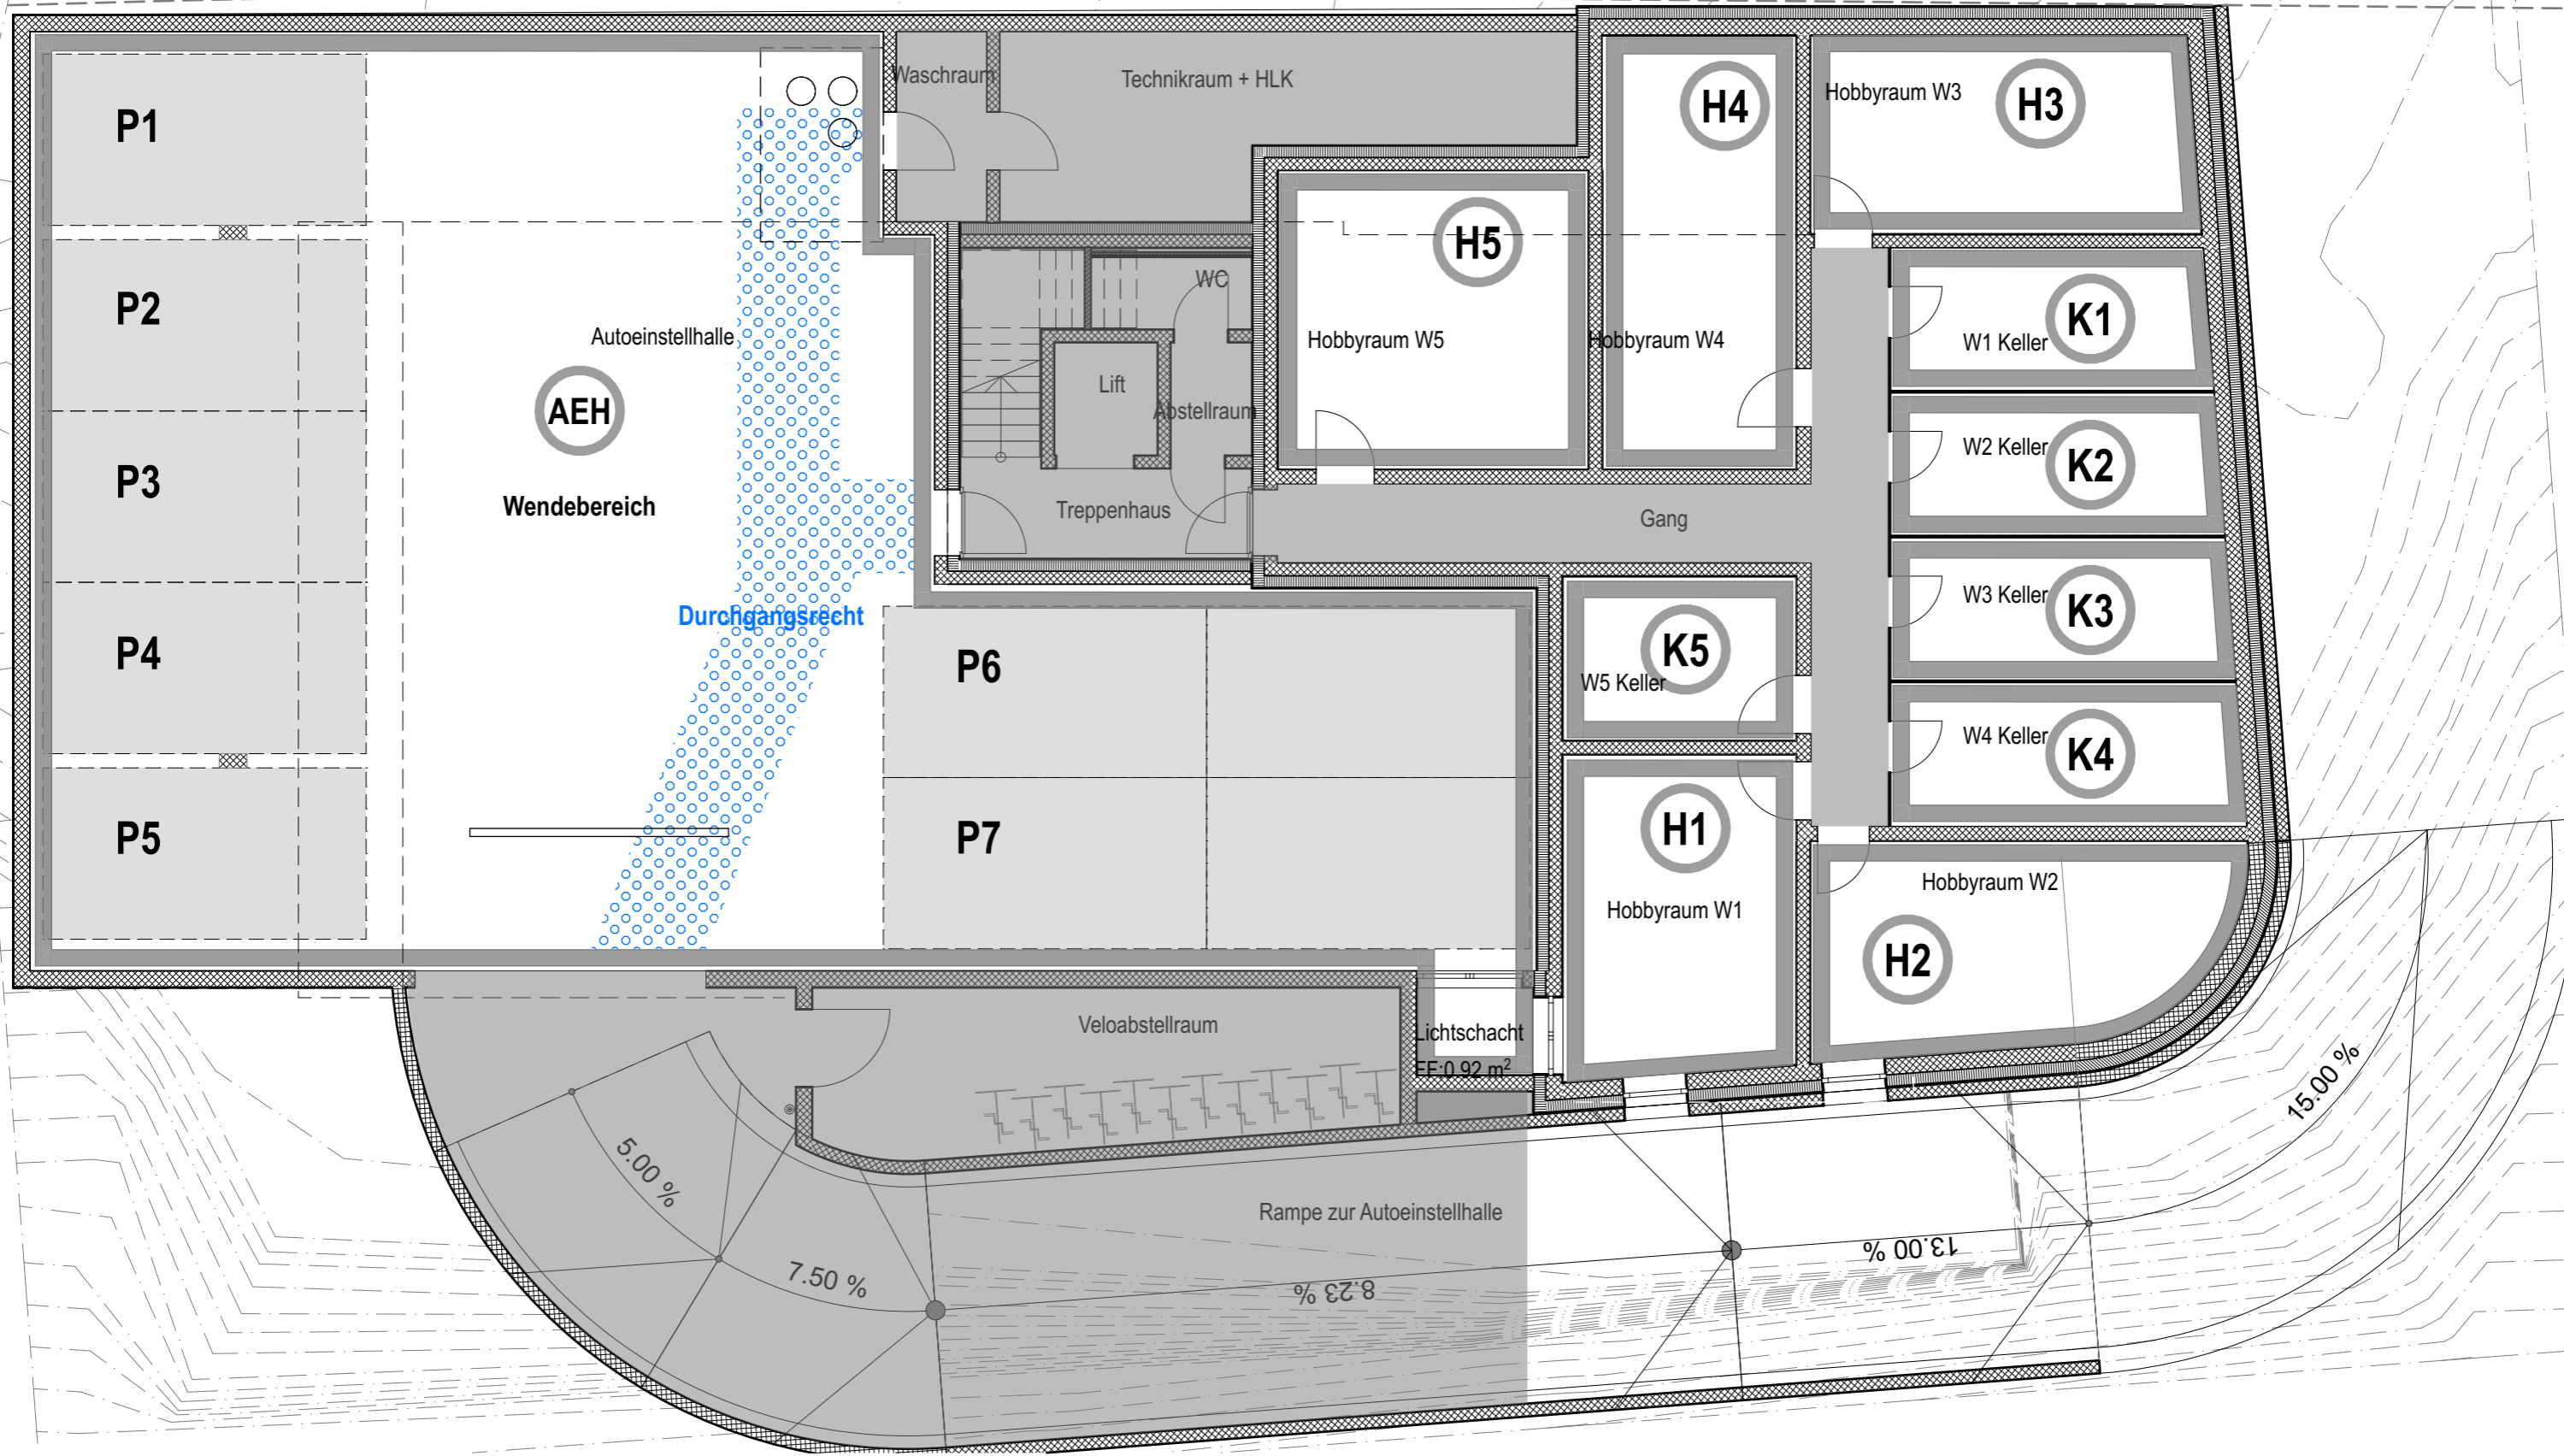 P1
Waschraum
Technikraum + HLK
H4
Hobbyraum W3
H3
P2
Autoeinstellhalle
AEH
WC
Lift
Abstellraum
H5
Hobbyraum W5
Hobbyraum W4
K1
W1 Keller
P3
Wendebereich
Treppenhaus
Gang
W2 Keller
K2
Durchgangsrecht
W3 Keller
K3
P4
P6
K5
W5 Keller
W4 Keller
K4
P5
P7
H1
Hobbyraum W1
Hobbyraum W2
H2
Veloabstellraum
Lichtschacht
FF:0.92 m²
15.00 %
5.00 %
Rampe zur Autoeinstellhalle
7.50 %
8.23 %
13.00 %